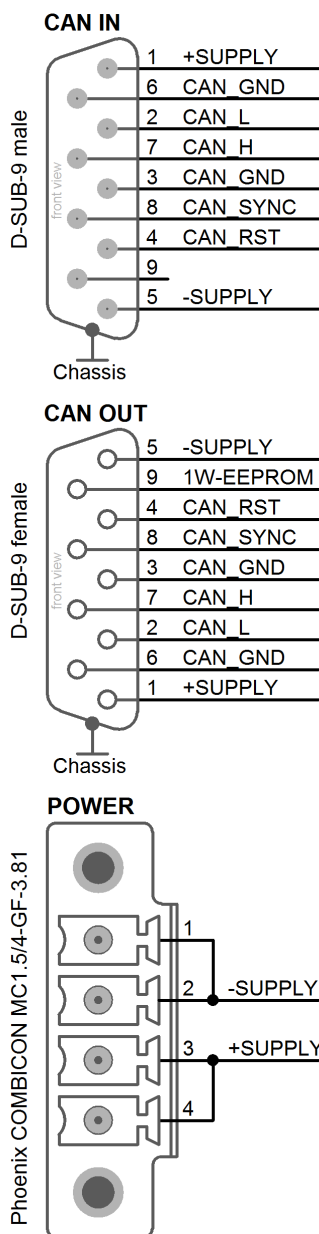 CAN IN
D-SUB-9 male
front view
1 +SUPPLY
6 CAN_GND
2 CAN_L
7 CAN_H
3 CAN_GND
8 CAN_SYNC
4 CAN_RST
9
5 -SUPPLY
Chassis
CAN OUT
D-SUB-9 female
front view
5 -SUPPLY
9 1W-EEPROM
4 CAN_RST
8 CAN_SYNC
3 CAN_GND
7 CAN_H
2 CAN_L
6 CAN_GND
1 +SUPPLY
Chassis
POWER
Phoenix COMBICON MC1.5/4-GF-3.81
1
2 -SUPPLY
3 +SUPPLY
4